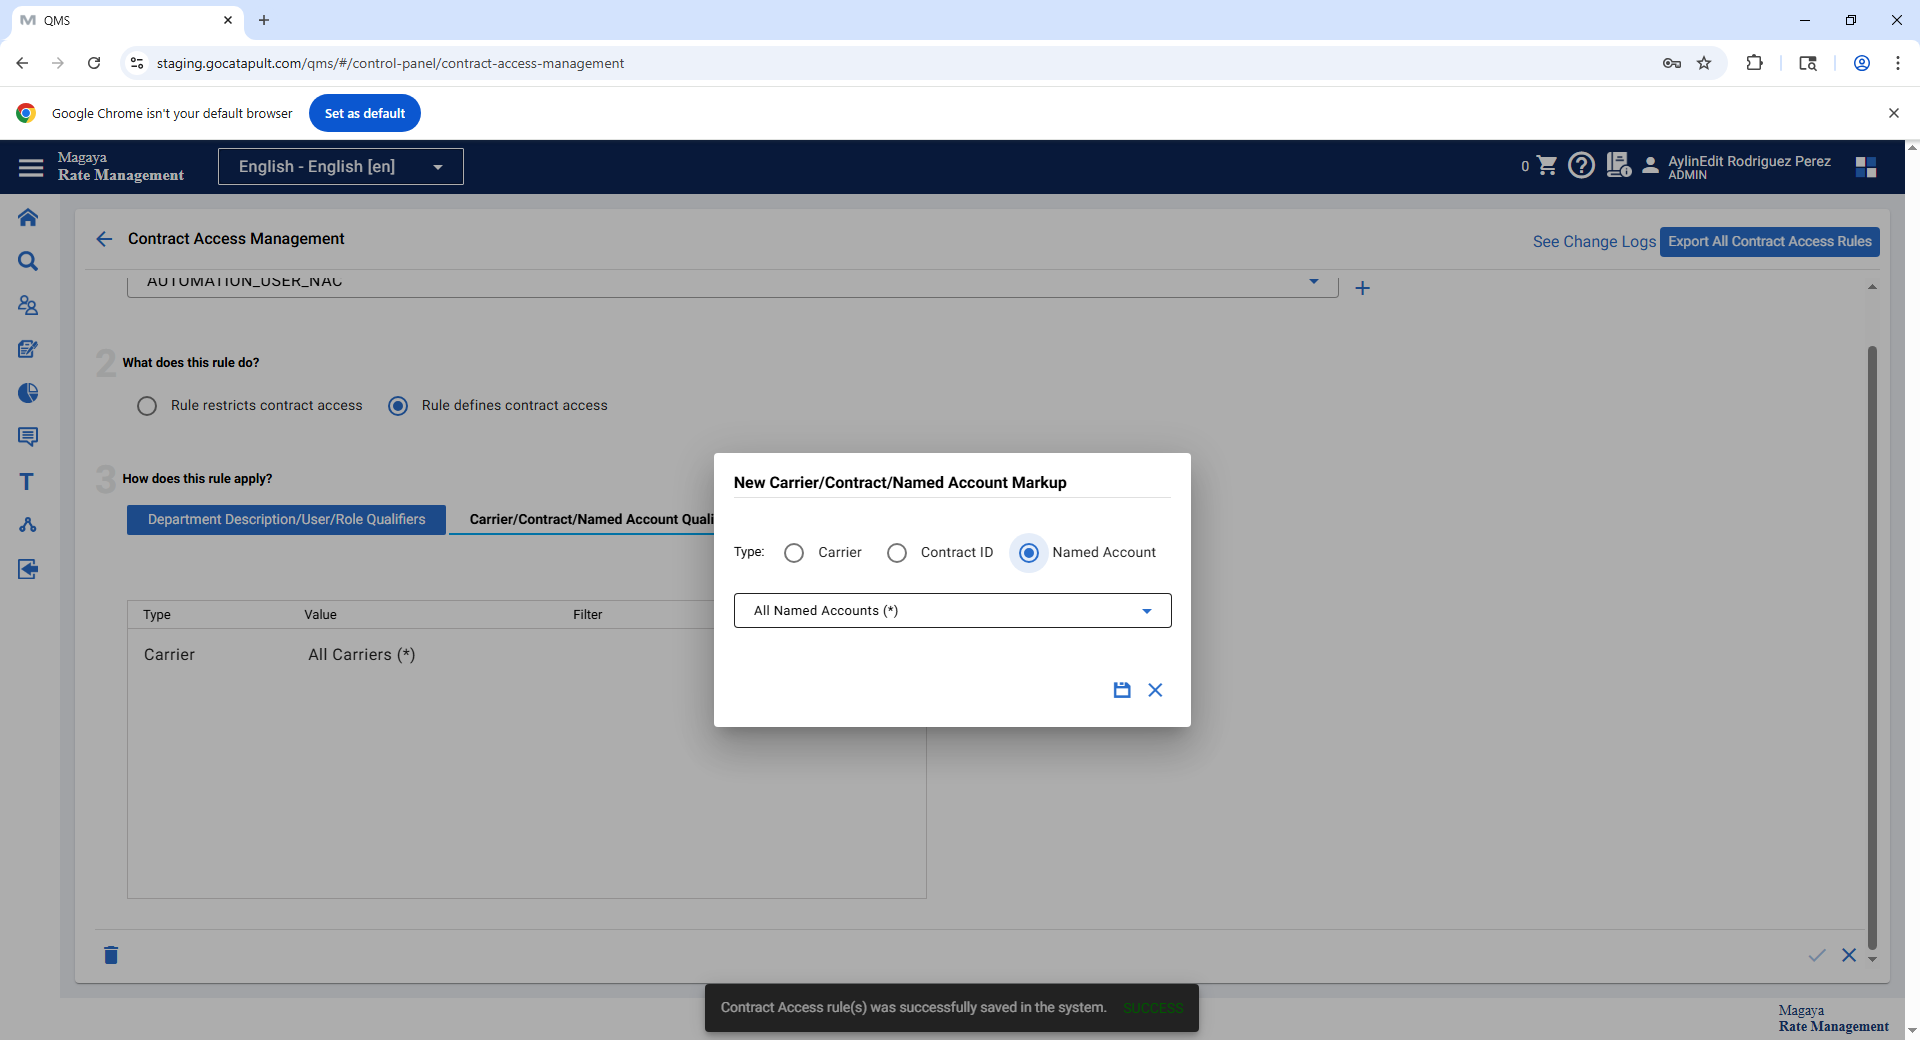 QMS
staging.gocatapult.com/qms/#/control-panel/contract-access-management
Google Chrome isn't your default browser
Set as default
Magaya
Rate Management
English - English [en]
0
AylinEdit Rodriguez Perez
ADMIN
Contract Access Management
See Change Logs
Export All Contract Access Rules
AUTOMATION_USER_NAC
2 What does this rule do?
Rule restricts contract access
Rule defines contract access
3 How does this rule apply?
Department Description/User/Role Qualifiers
Carrier/Contract/Named Account Quali
Type Value Filter
Carrier All Carriers (*)
New Carrier/Contract/Named Account Markup
Type: Carrier Contract ID Named Account
All Named Accounts (*)
T
Contract Access rule(s) was successfully saved in the system. SUCCESS
Magaya
Rate Management